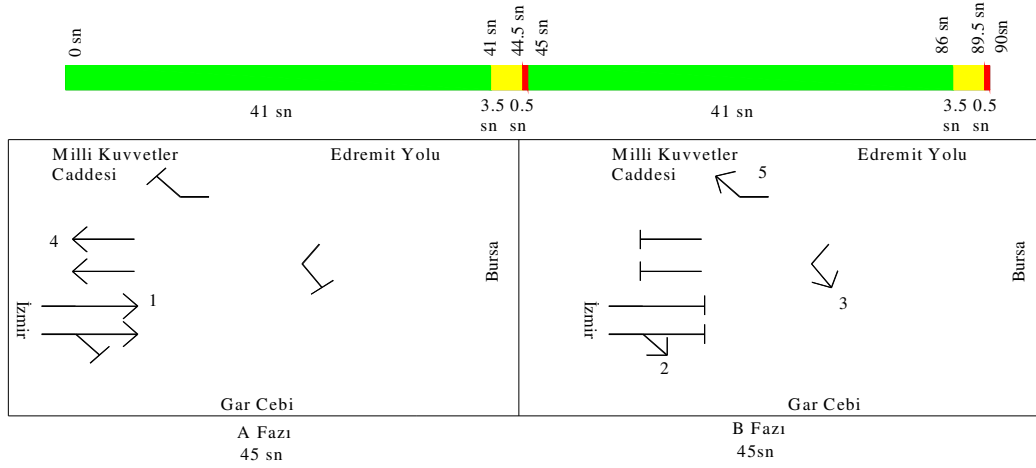 0 sn
41 sn
44.5 sn
45 sn
86 sn
89.5 sn
90sn
41 sn
3.5
sn
0.5
sn
41 sn
3.5
sn
0.5
sn
Milli Kuvvetler
Caddesi
Edremit Yolu
4
1
İzmir
Bursa
Gar Cebi
A Fazı
45 sn
Milli Kuvvetler
Caddesi
5
Edremit Yolu
3
2
İzmir
Bursa
Gar Cebi
B Fazı
45sn